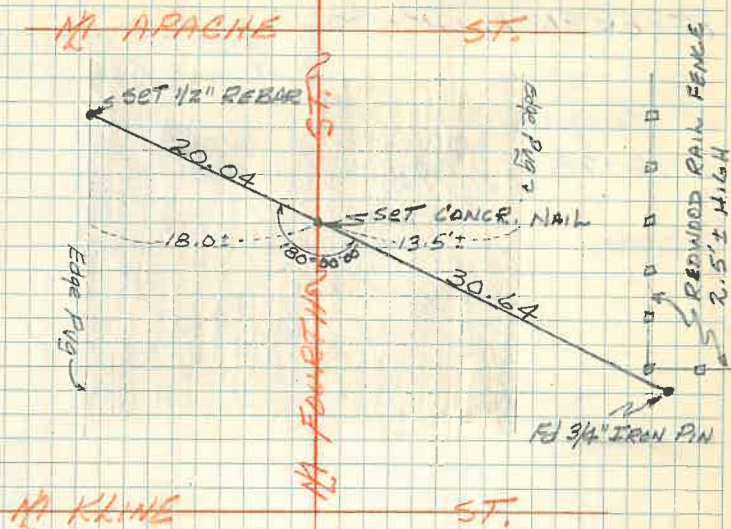 M APACHE ST.
SET 1/2" REBAR
ST.
Edge Pvg
REDWOOD RAIL FENCE
2.5'± HIGH
20.04
SET CONCR. NAIL
18.0±
13.5'±
180-00-00
30.64
Edge Pvg
M FOURTH
Fd 3/4" IRON PIN
M KLINE ST.